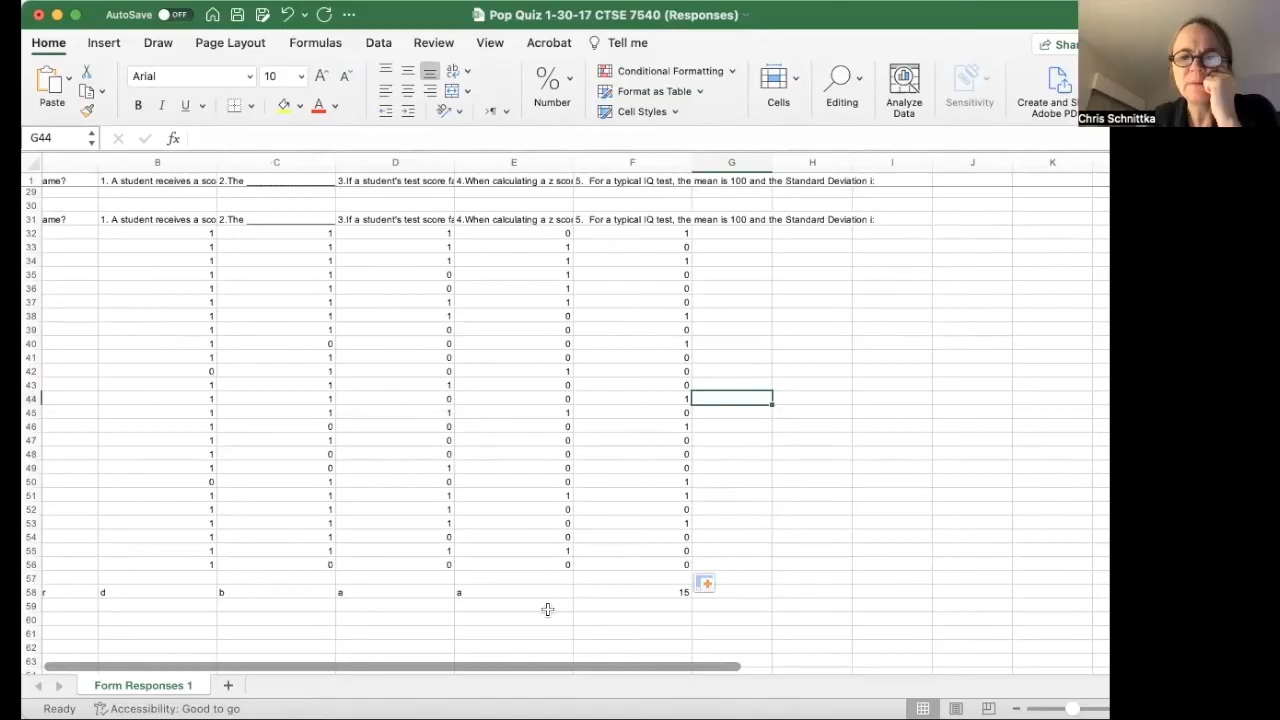 AutoSave OFF Pop Quiz 1-30-17 CTSE 7540 (Responses)
Home Insert Draw Page Layout Formulas Data Review View Acrobat Tell me
Paste Arial 10 Number Conditional Formatting Format as Table Cell Styles Cells Editing Analyze Data Sensitivity
Chris Schnittka
G44 fx
B C D E F G H I J K
1 ame? 1. A student receives a sco 2.The ________________ 3.If a student's test score fa 4.When calculating a z scor 5. For a typical IQ test, the mean is 100 and the Standard Deviation i:
29
30
31 ame? 1. A student receives a sco 2.The ________________ 3.If a student's test score fa 4.When calculating a z scor 5. For a typical IQ test, the mean is 100 and the Standard Deviation i:
32 1 1 1 0 1
33 1 1 1 1 0
34 1 1 1 1 1
35 1 1 0 1 0
36 1 1 0 1 0
37 1 1 1 1 0
38 1 1 1 0 1
39 1 1 0 0 0
40 1 0 0 0 1
41 1 1 0 0 0
42 0 1 0 1 0
43 1 1 1 0 0
44 1 1 0 0 1
45 1 1 1 1 0
46 1 0 0 0 1
47 1 1 0 0 0
48 1 0 0 0 0
49 1 0 1 0 0
50 0 1 0 0 1
51 1 1 1 1 1
52 1 1 1 0 0
53 1 1 1 0 1
54 1 1 0 0 0
55 1 1 1 1 0
56 1 0 0 0 0
57
58 r d b a a 15
59
60
61
62
63
Form Responses 1
Ready Accessibility: Good to go